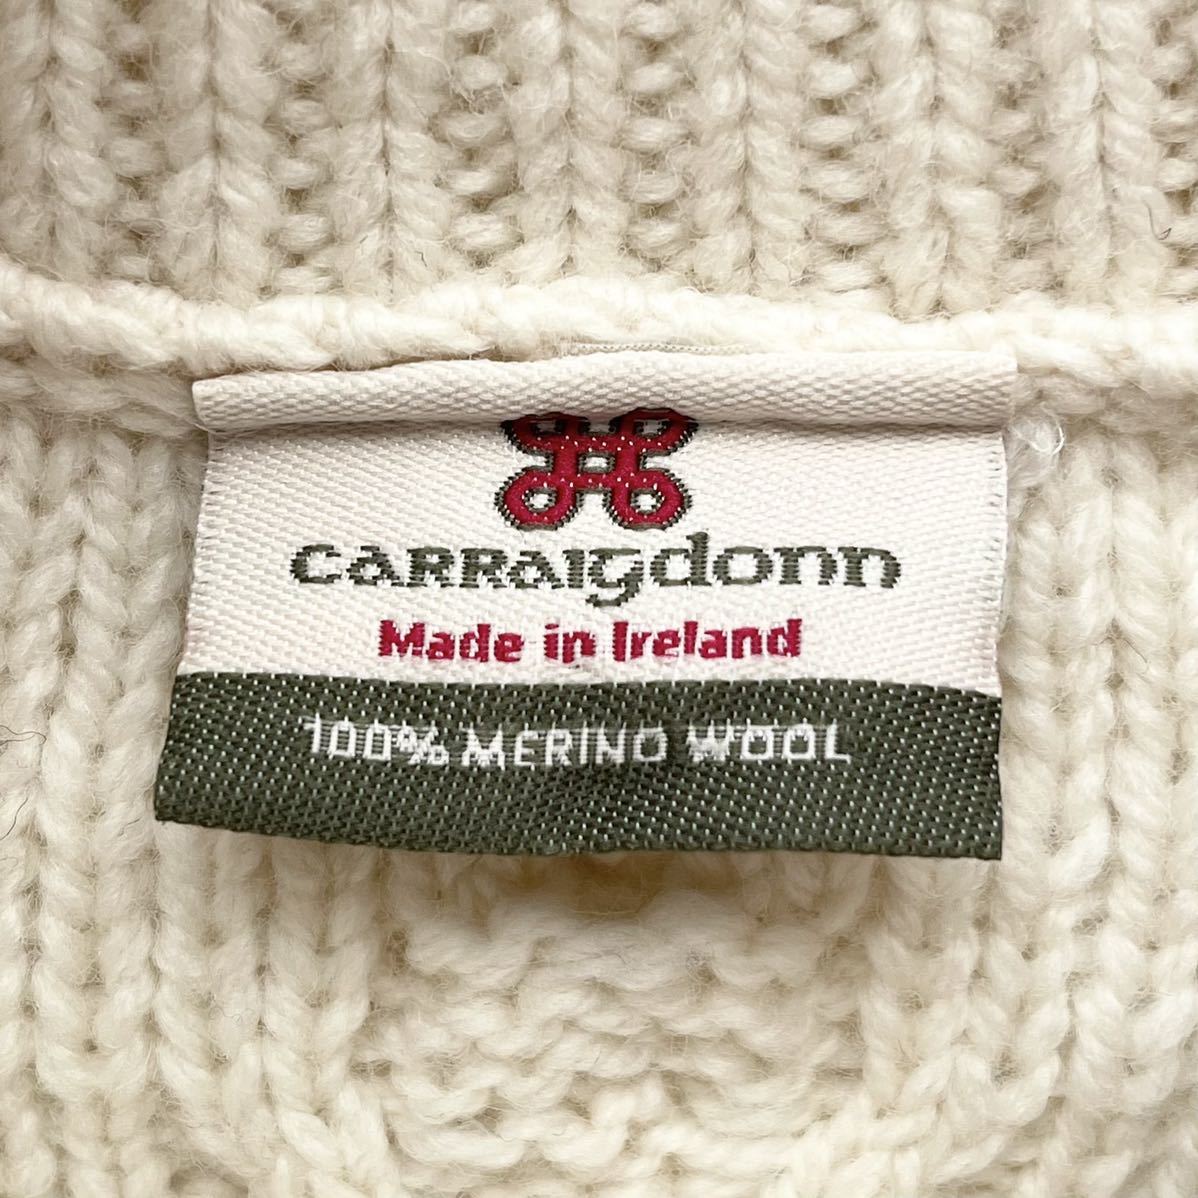 CARRAIGdONN
Made in Ireland
100% MERINO WOOL